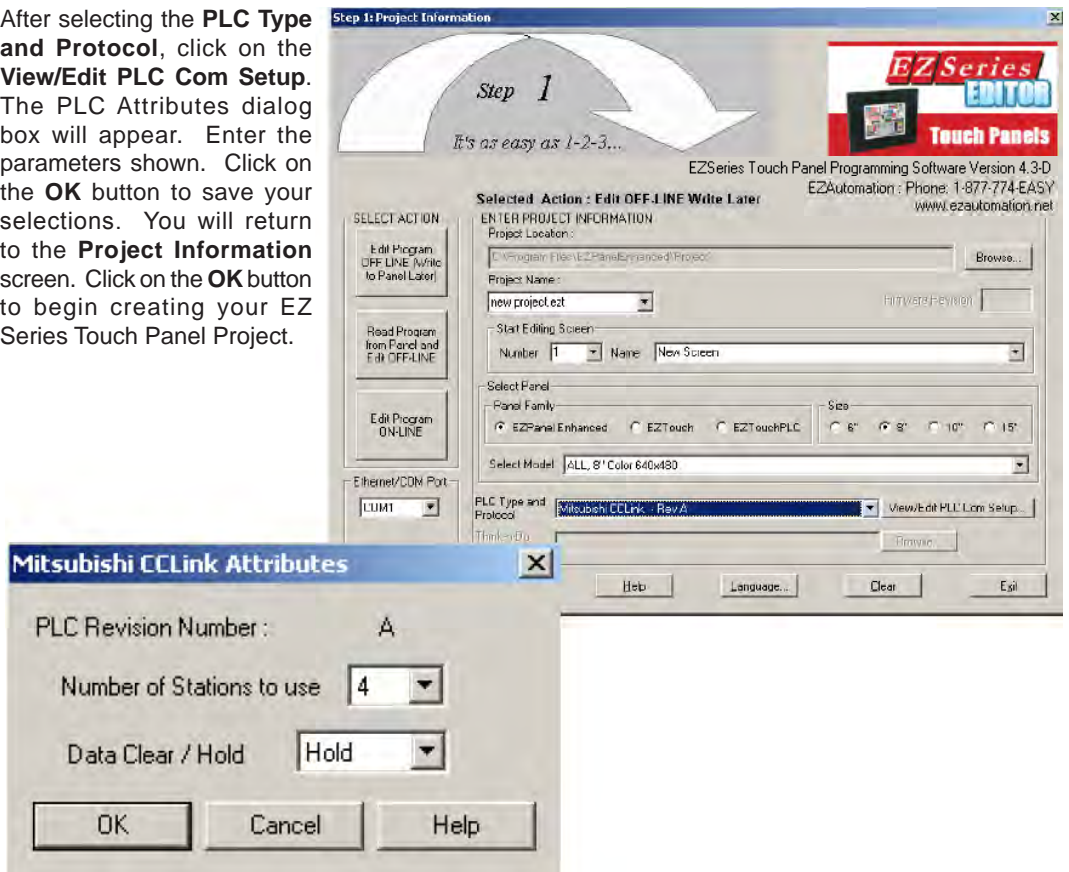 After selecting the PLC Type
and Protocol, click on the
View/Edit PLC Com Setup.
The PLC Attributes dialog
box will appear. Enter the
parameters shown. Click on
the OK button to save your
selections. You will return
to the Project Information
screen. Click on the OK button
to begin creating your EZ
Series Touch Panel Project.
Step 1: Project Information
Step 1
It's as easy as 1-2-3...
EZSeries
EDITOR
Touch Panels
EZSeries Touch Panel Programming Software Version 4.3-D
EZAutomation : Phone: 1-877-774-EASY
www.ezautomation.net
Selected Action : Edit OFF-LINE Write Later
SELECT ACTION
Edit Program
OFF-LINE (Write
to Panel Later)
Read Program
from Panel and
Edit OFF-LINE
Edit Program
ON-LINE
Ethernet/COM Port
COM1
ENTER PROJECT INFORMATION
Project Location :
C:\Program Files\EZPanelEnhanced\Project\
Browse...
Project Name :
new project.ezt
Firmware Revision
Start Editing Screen
Number 1 Name New Screen
Select Panel
Panel Family
EZPanel Enhanced EZTouch EZTouchPLC
Size
6" 8" 10" 15"
Select Model ALL, 8" Color 640x480
PLC Type and
Protocol
Mitsubishi CCLink - Rev A
View/Edit PLC Com Setup...
Browse...
Help Language... Clear Exit
Mitsubishi CCLink Attributes
PLC Revision Number : A
Number of Stations to use 4
Data Clear / Hold Hold
OK Cancel Help